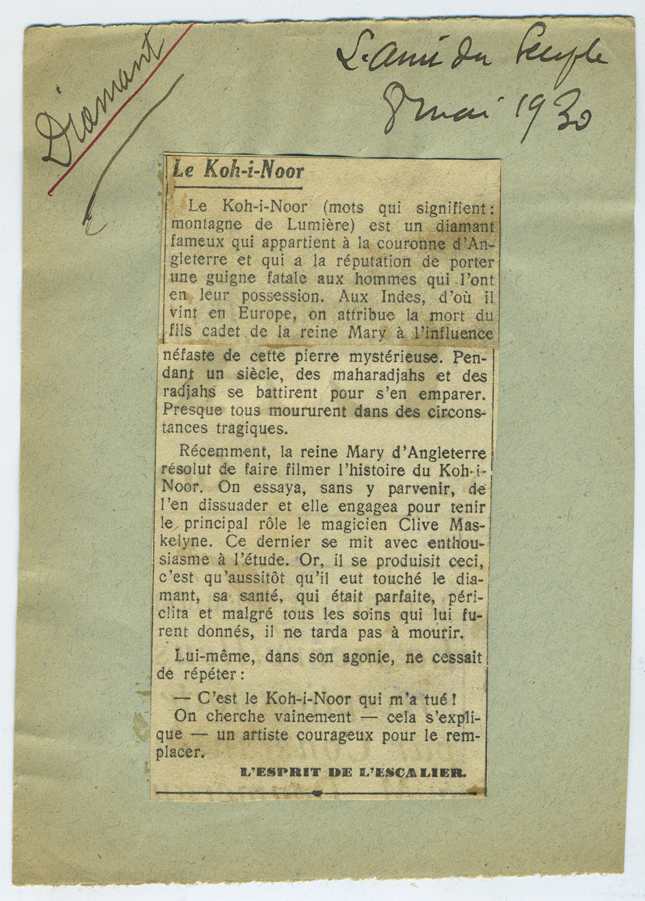 Diamant
L'ami du Peuple
8 mai 1930
Le Koh-i-Noor
Le Koh-i-Noor (mots qui signifient:
montagne de Lumière) est un diamant
fameux qui appartient à la couronne d'An-
gleterre et qui a la réputation de porter
une guigne fatale aux hommes qui l'ont
en leur possession. Aux Indes, d'où il
vint en Europe, on attribue la mort du
fils cadet de la reine Mary à l'influence
néfaste de cette pierre mystérieuse. Pen-
dant un siècle, des maharadjahs et des
radjahs se battirent pour s'en emparer.
Presque tous moururent dans des circons-
tances tragiques.
Récemment, la reine Mary d'Angleterre
résolut de faire filmer l'histoire du Koh-i-
Noor. On essaya, sans y parvenir, de
l'en dissuader et elle engagea pour tenir
le principal rôle le magicien Clive Mas-
kelyne. Ce dernier se mit avec enthou-
siasme à l'étude. Or, il se produisit ceci,
c'est qu'aussitôt qu'il eut touché le dia-
mant, sa santé, qui était parfaite, péri-
clita et malgré tous les soins qui lui fu-
rent donnés, il ne tarda pas à mourir.
Lui-même, dans son agonie, ne cessait
de répéter:
— C'est le Koh-i-Noor qui m'a tué!
On cherche vainement — cela s'expli-
que — un artiste courageux pour le rem-
placer.
L'ESPRIT DE L'ESCALIER.